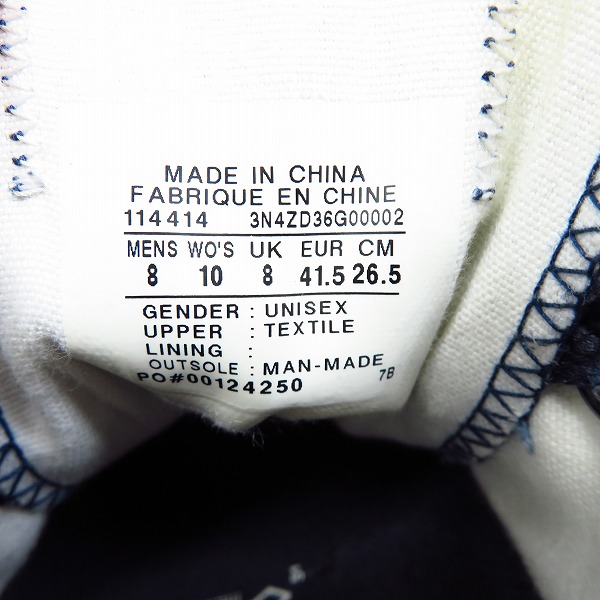 MADE IN CHINA
FABRIQUE EN CHINE
114414 3N4ZD36G00002
MENS WO'S UK EUR CM
8 10 8 41.5 26.5
GENDER : UNISEX
UPPER : TEXTILE
LINING :
OUTSOLE : MAN-MADE
PO#00124250 7B